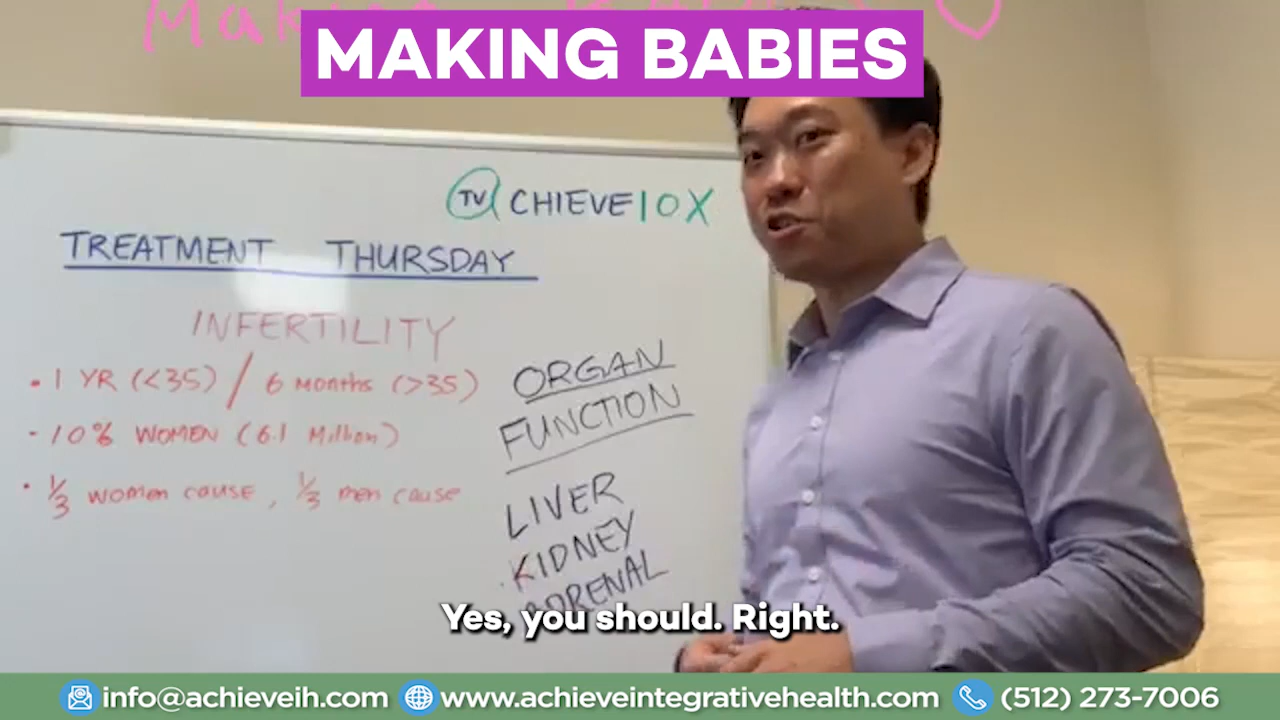 MAKING BABIES
TV ACHIEVE10X
TREATMENT THURSDAY
INFERTILITY
• 1 YR (<35) / 6 months (>35)
- 10% WOMEN (6.1 Million)
• 1/3 women cause, 1/3 men cause
ORGAN
FUNCTION
LIVER
KIDNEY
ADRENAL
Yes, you should. Right.
info@achieveih.com www.achieveintegrativehealth.com (512) 273-7006